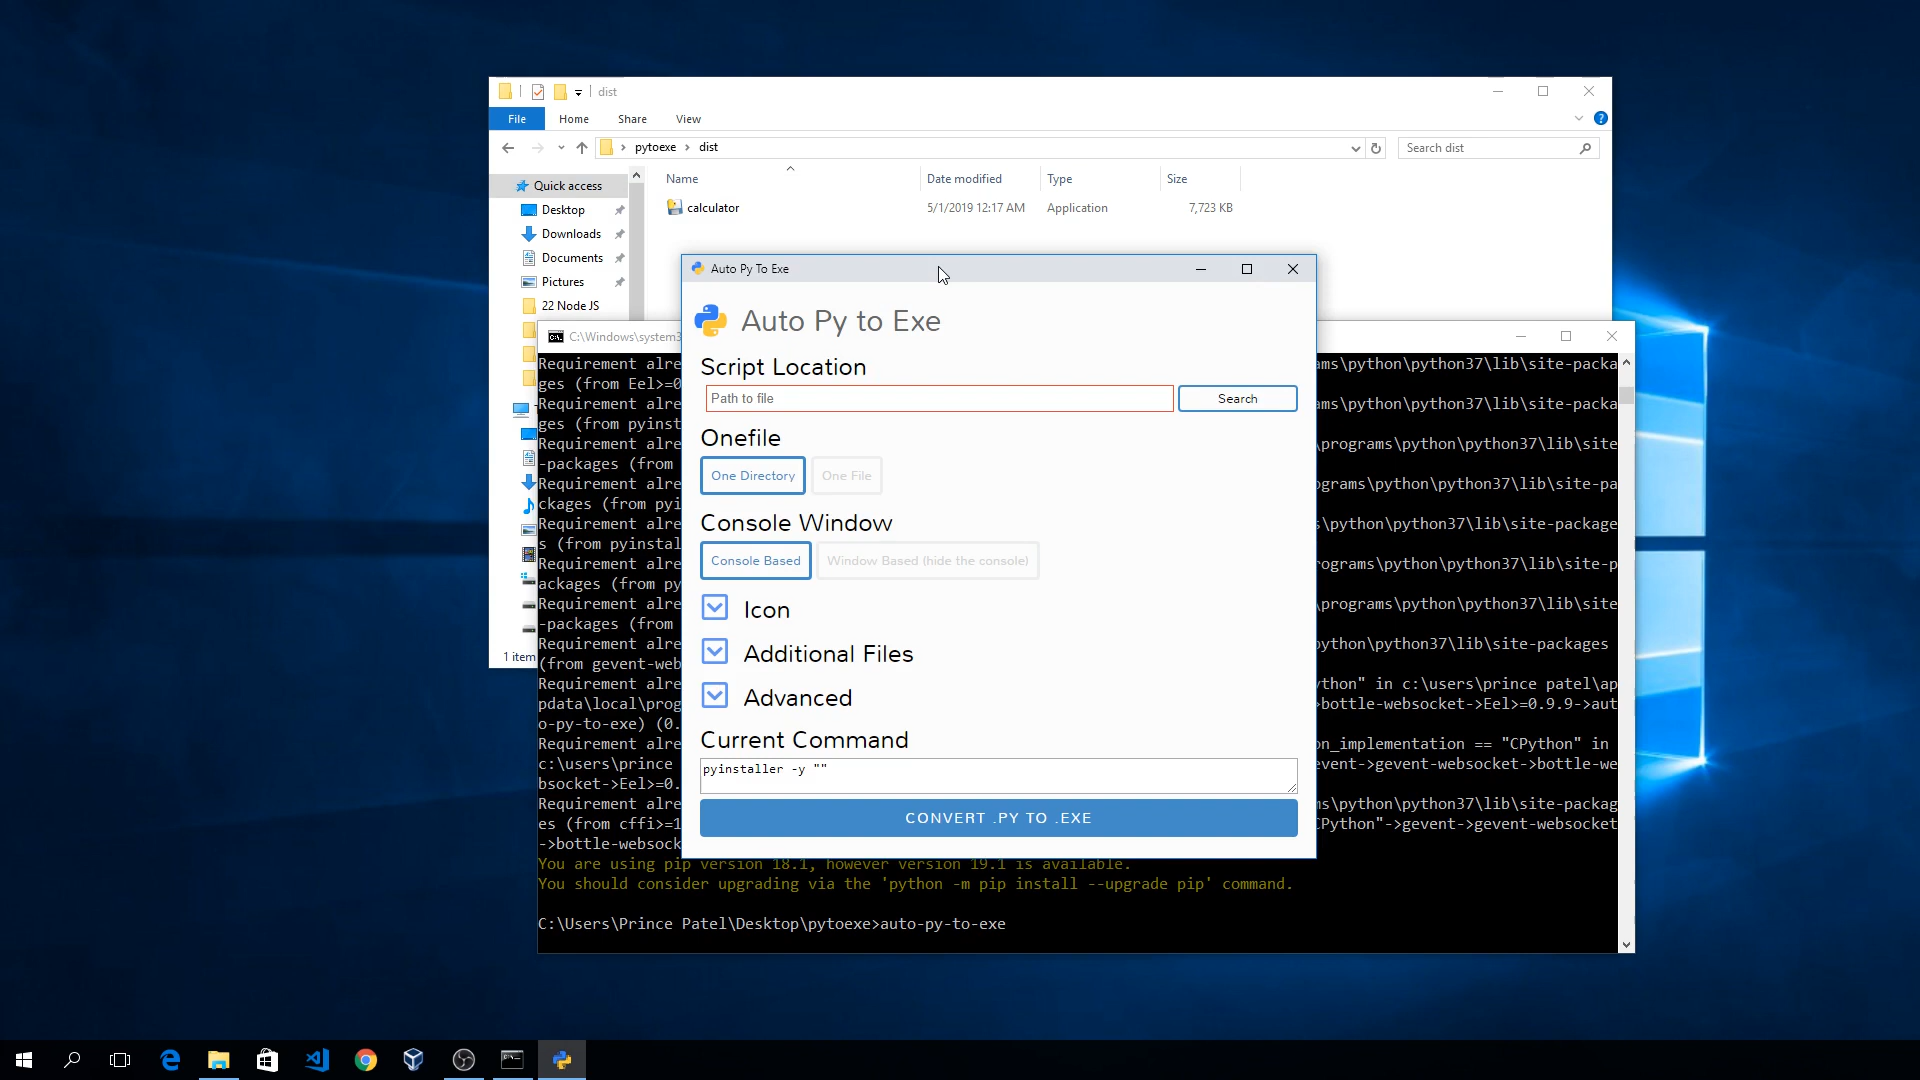 dist
File Home Share View
pytoexe dist
Search dist
Name Date modified Type Size
Quick access
calculator 5/1/2019 12:17 AM Application 7,723 KB
Desktop
Downloads
Documents
Pictures
22 Node JS
1 item
Auto Py To Exe
Auto Py to Exe
Script Location
Path to file
Search
Onefile
One Directory One File
Console Window
Console Based Window Based (hide the console)
Icon
Additional Files
Advanced
Current Command
pyinstaller -y ""
CONVERT .PY TO .EXE
C:\Windows\system3
Requirement alre ams\python\python37\lib\site-packa
ges (from Eel>=0
Requirement alre ams\python\python37\lib\site-packa
ges (from pyinst
Requirement alre \programs\python\python37\lib\site
-packages (from
Requirement alre ograms\python\python37\lib\site-pa
ckages (from pyi
Requirement alre s\python\python37\lib\site-package
s (from pyinstal
Requirement alre rograms\python\python37\lib\site-p
ackages (from py
Requirement alre \programs\python\python37\lib\site
-packages (from
Requirement alre python\python37\lib\site-packages
(from gevent-web
Requirement alre ython" in c:\users\prince patel\ap
pdata\local\prog bottle-websocket->Eel>=0.9.9->aut
o-py-to-exe) (0.
Requirement alre on_implementation == "CPython" in
c:\users\prince event->gevent-websocket->bottle-we
bsocket->Eel>=0.
Requirement alre ms\python\python37\lib\site-packag
es (from cffi>=1 CPython"->gevent->gevent-websocket
->bottle-websock
You are using pip version 18.1, however version 19.1 is available.
You should consider upgrading via the 'python -m pip install --upgrade pip' command.
C:\Users\Prince Patel\Desktop\pytoexe>auto-py-to-exe